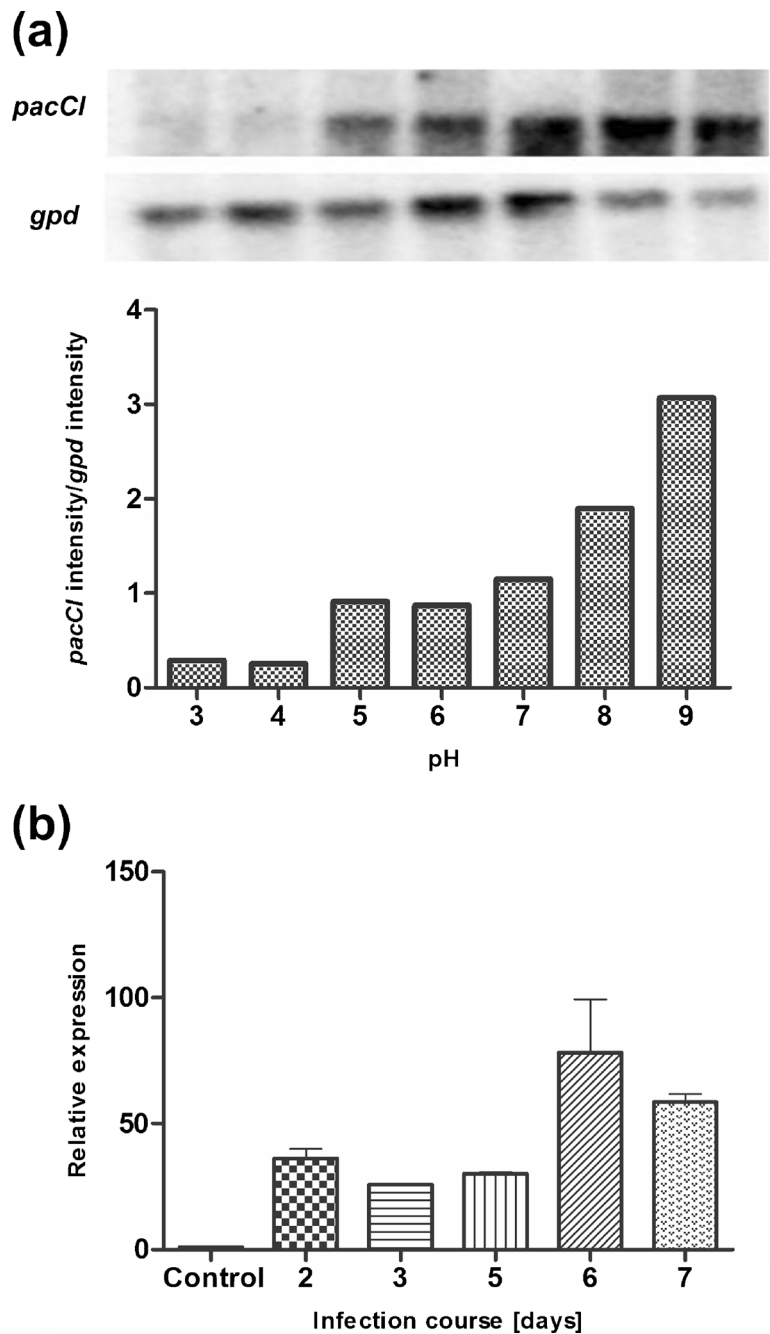 (a)
pacCl
gpd
pacCl intensity/gpd intensity
4
3
2
1
0
3 4 5 6 7 8 9
pH
(b)
Relative expression
150
100
50
0
Control 2 3 5 6 7
Infection course [days]